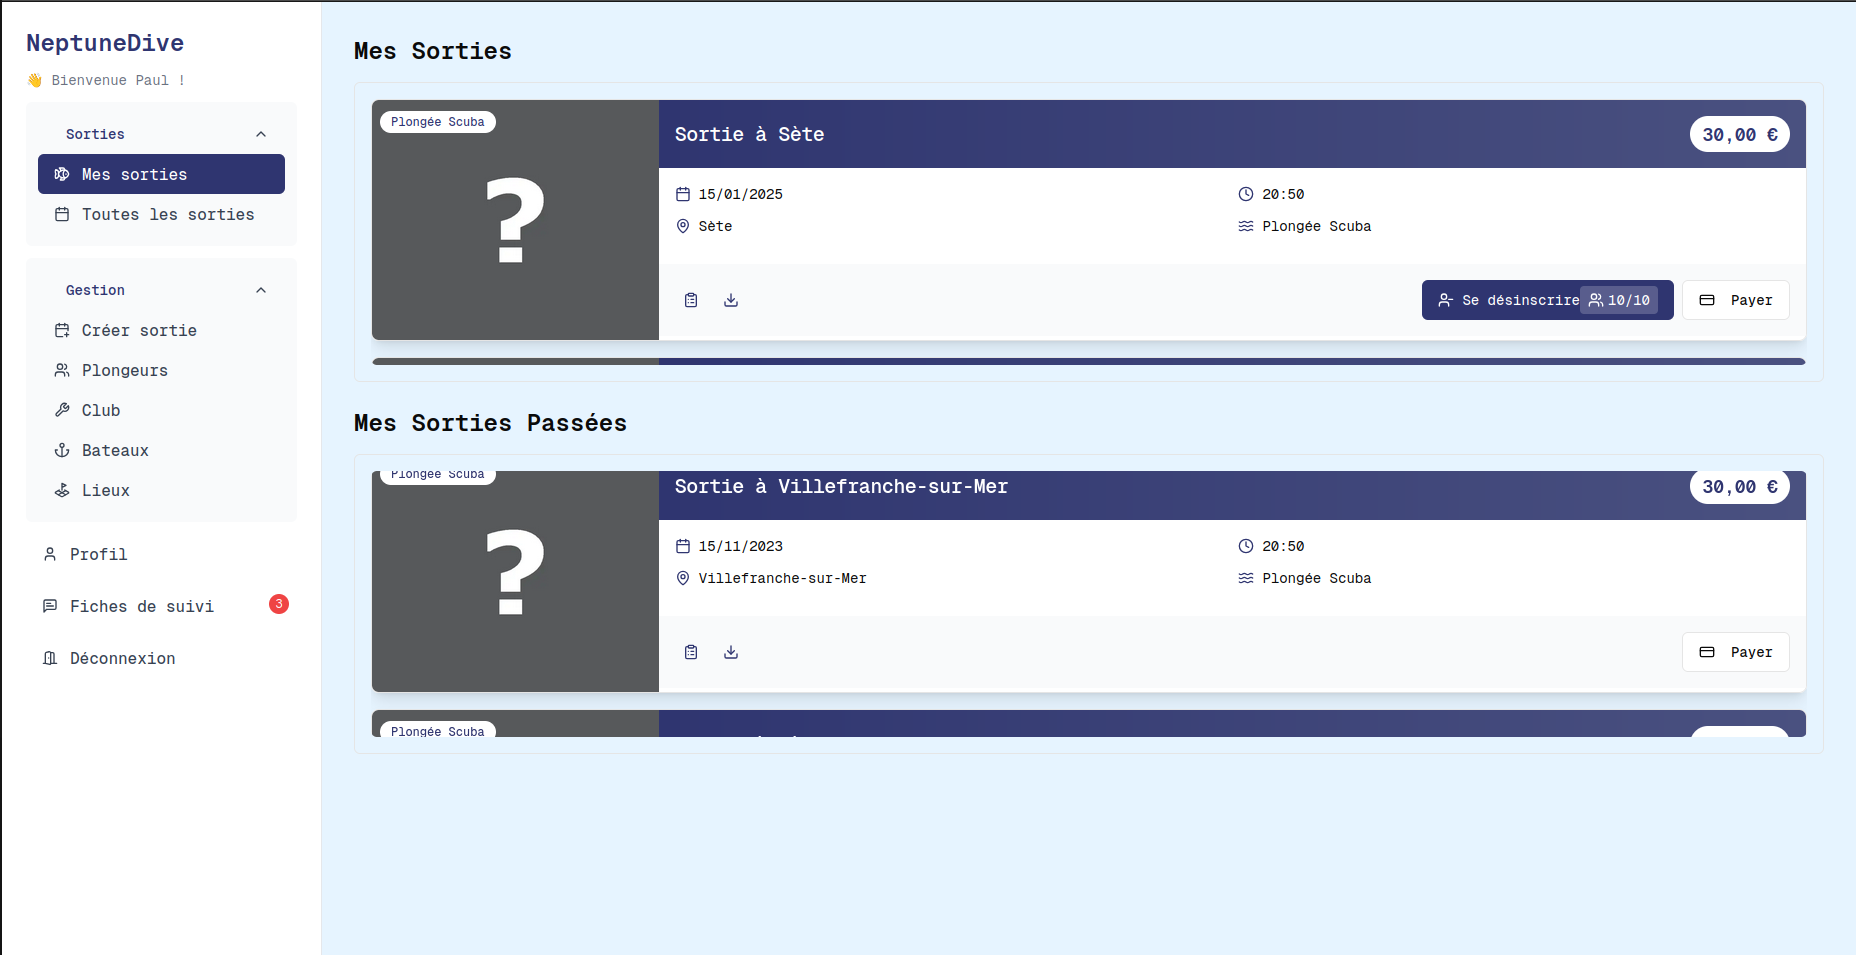 NeptuneDive
👋 Bienvenue Paul !
Sorties
Mes sorties
Toutes les sorties
Gestion
Créer sortie
Plongeurs
Club
Bateaux
Lieux
Profil
Fiches de suivi
3
Déconnexion
Mes Sorties
Plongée Scuba
?
Sortie à Sète
30,00 €
15/01/2025
20:50
Sète
Plongée Scuba
Se désinscrire 10/10
Payer
Mes Sorties Passées
Plongée Scuba
?
Sortie à Villefranche-sur-Mer
30,00 €
15/11/2023
20:50
Villefranche-sur-Mer
Plongée Scuba
Payer
Plongée Scuba